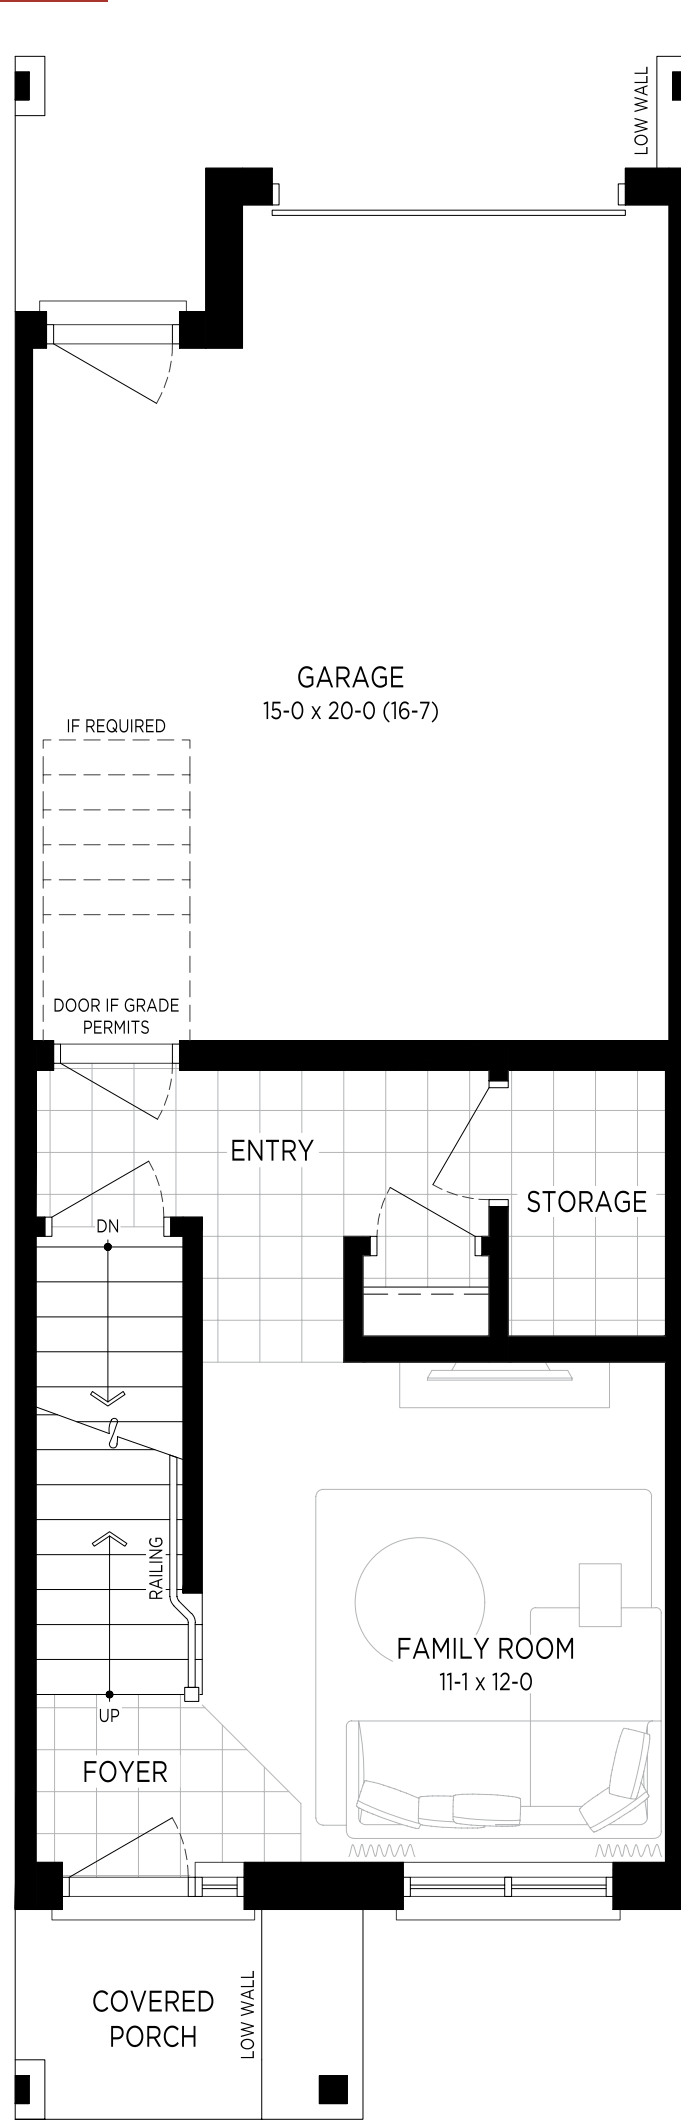 LOW WALL
GARAGE
15-0 x 20-0 (16-7)
IF REQUIRED
DOOR IF GRADE
PERMITS
ENTRY
STORAGE
DN
RAILING
FAMILY ROOM
11-1 x 12-0
UP
FOYER
COVERED
PORCH
LOW WALL